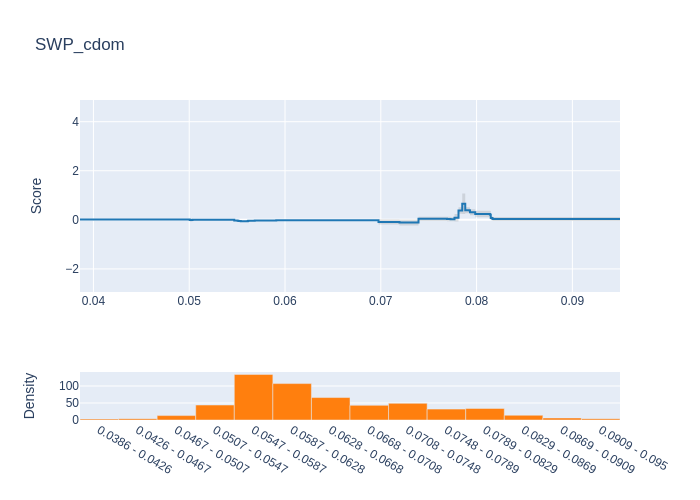 SWP_cdom
Score
4
2
0
−2
0.04 0.05 0.06 0.07 0.08 0.09
Density
100
50
0
0.0386 - 0.0426
0.0426 - 0.0467
0.0467 - 0.0507
0.0507 - 0.0547
0.0547 - 0.0587
0.0587 - 0.0628
0.0628 - 0.0668
0.0668 - 0.0708
0.0708 - 0.0748
0.0748 - 0.0789
0.0789 - 0.0829
0.0829 - 0.0869
0.0869 - 0.0909
0.0909 - 0.095